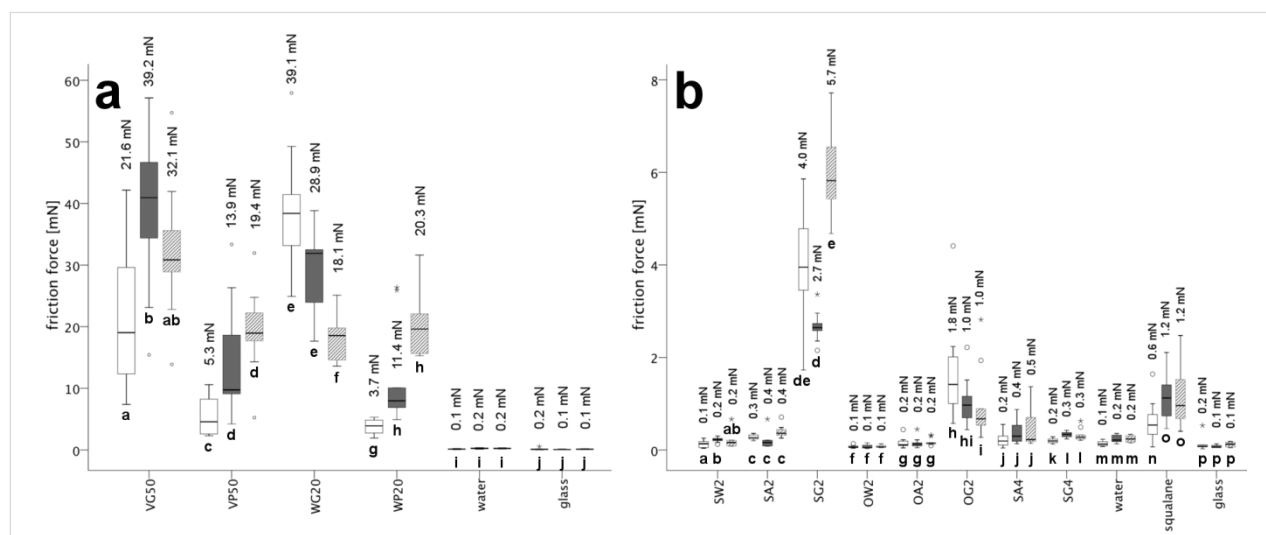 a
friction force [mN]
60
50
40
30
20
10
0
21.6 mN
39.2 mN
32.1 mN
5.3 mN
13.9 mN
19.4 mN
39.1 mN
28.9 mN
18.1 mN
3.7 mN
11.4 mN
20.3 mN
0.1 mN
0.2 mN
0.2 mN
0.2 mN
0.1 mN
0.1 mN
a
b
ab
c
d
d
e
e
f
g
h
h
i
i
i
j
j
j
VG50
VP50
WG20
WP20
water
glass
b
friction force [mN]
8
6
4
2
0
0.1 mN
0.2 mN
0.2 mN
0.3 mN
0.4 mN
0.4 mN
4.0 mN
2.7 mN
5.7 mN
0.1 mN
0.1 mN
0.1 mN
0.2 mN
0.2 mN
0.2 mN
1.8 mN
1.0 mN
1.0 mN
0.2 mN
0.4 mN
0.5 mN
0.2 mN
0.3 mN
0.3 mN
0.1 mN
0.2 mN
0.2 mN
0.6 mN
1.2 mN
1.2 mN
0.2 mN
0.1 mN
0.1 mN
a
b
ab
c
c
c
de
d
e
f
f
f
g
g
g
h
hi
i
j
j
j
k
l
l
m
m
m
n
o
o
p
p
p
SW2
SA2
SG2
OW2
OA2
OG2
SA4
SG4
water
squalane
glass